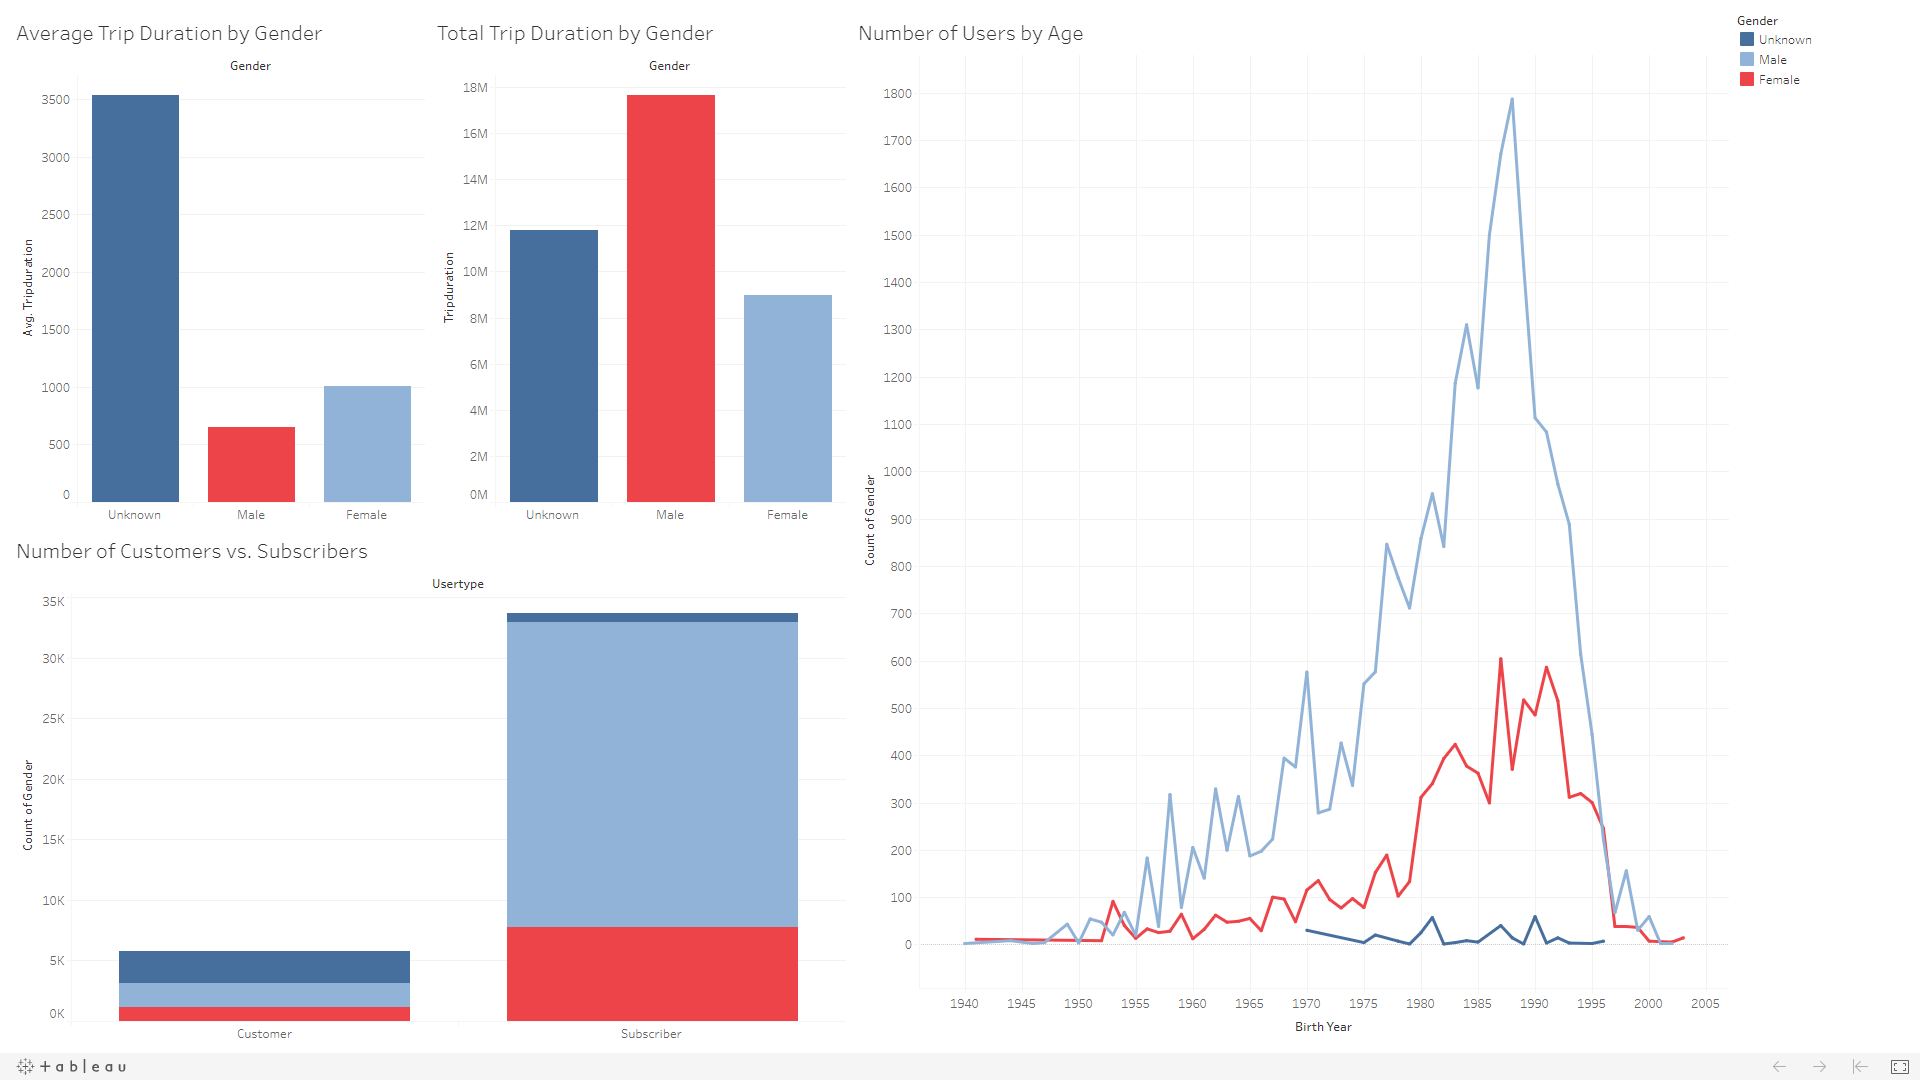 Average Trip Duration by Gender
Gender
Avg. Tripduration
3500
3000
2500
2000
1500
1000
500
0
Unknown Male Female
Total Trip Duration by Gender
Gender
Tripduration
18M
16M
14M
12M
10M
8M
6M
4M
2M
0M
Unknown Male Female
Number of Customers vs. Subscribers
Usertype
Count of Gender
35K
30K
25K
20K
15K
10K
5K
0K
Customer Subscriber
Number of Users by Age
Count of Gender
1800
1700
1600
1500
1400
1300
1200
1100
1000
900
800
700
600
500
400
300
200
100
0
1940 1945 1950 1955 1960 1965 1970 1975 1980 1985 1990 1995 2000 2005
Birth Year
Gender
Unknown
Male
Female
+ableau